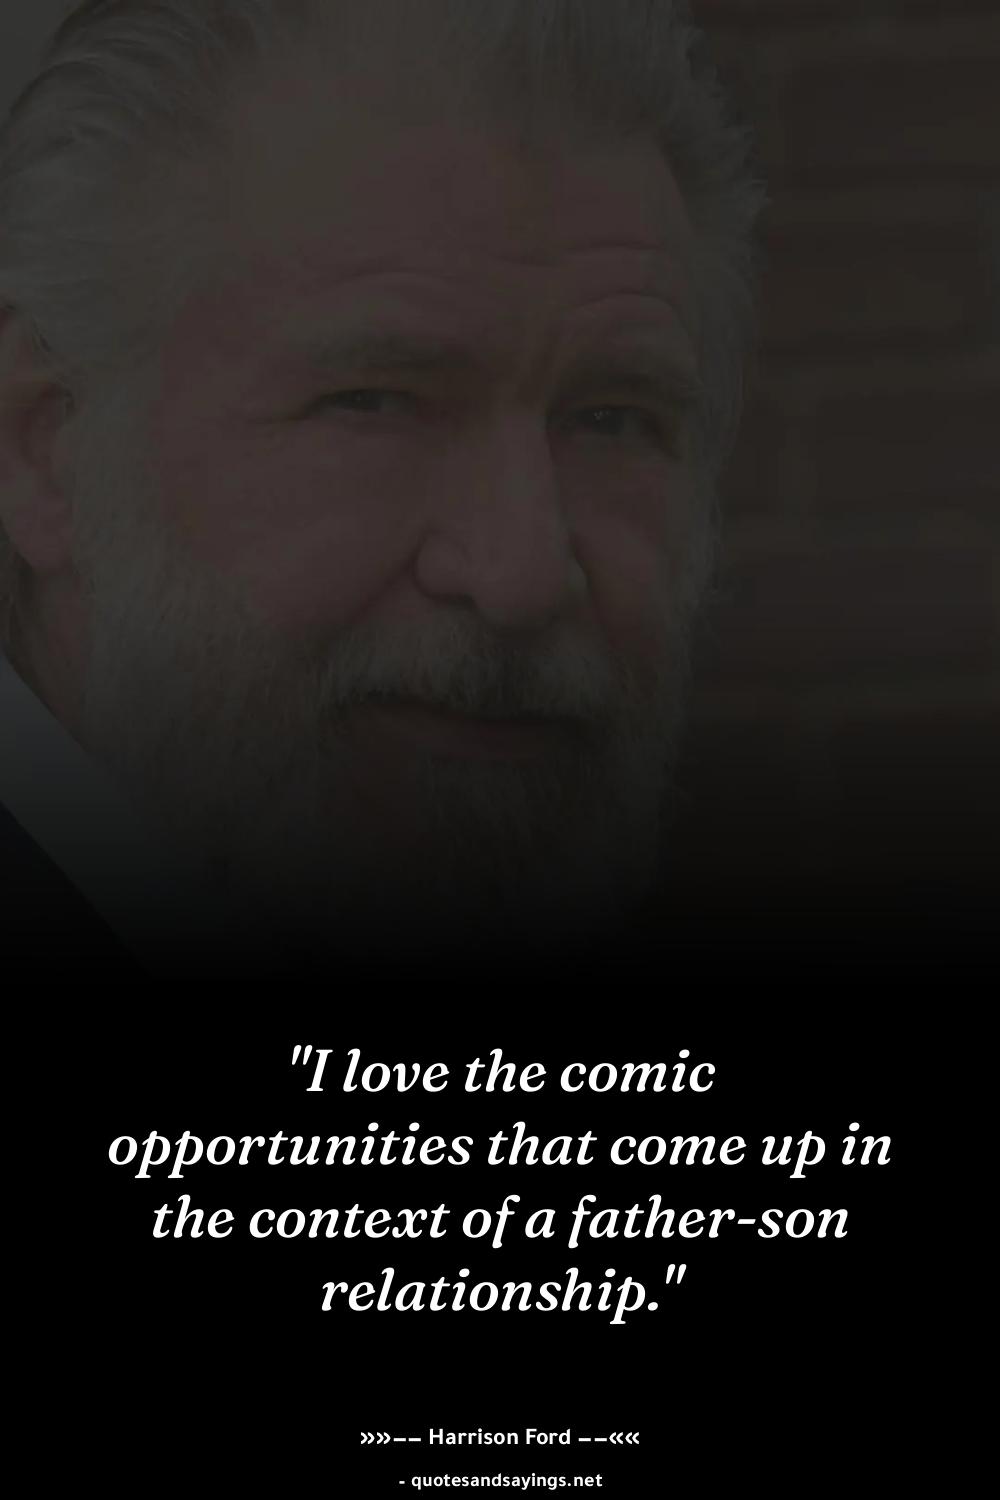 "I love the comic
opportunities that come up in
the context of a father-son
relationship."
»»−− Harrison Ford −−««
- quotesandsayings.net